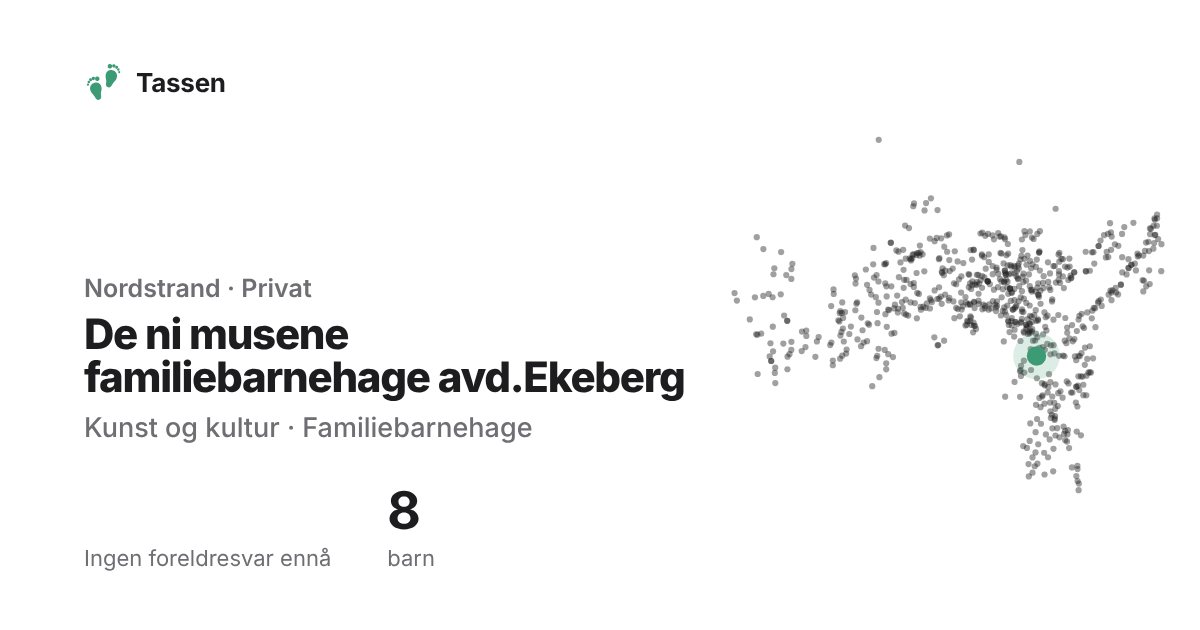 Tassen
Nordstrand · Privat
De ni musene
familiebarnehage avd.Ekeberg
Kunst og kultur · Familiebarnehage
8
Ingen foreldresvar ennå
barn